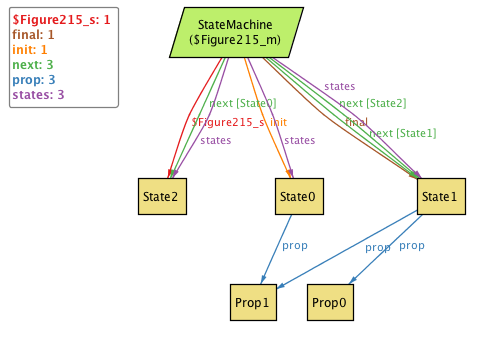 $Figure215_s: 1
final: 1
init: 1
next: 3
prop: 3
states: 3
StateMachine
($Figure215_m)
states
next [State0]
next [State2]
$Figure215_s
init
final
next [State1]
states
states
State2
State0
State1
prop
prop
prop
Prop1
Prop0